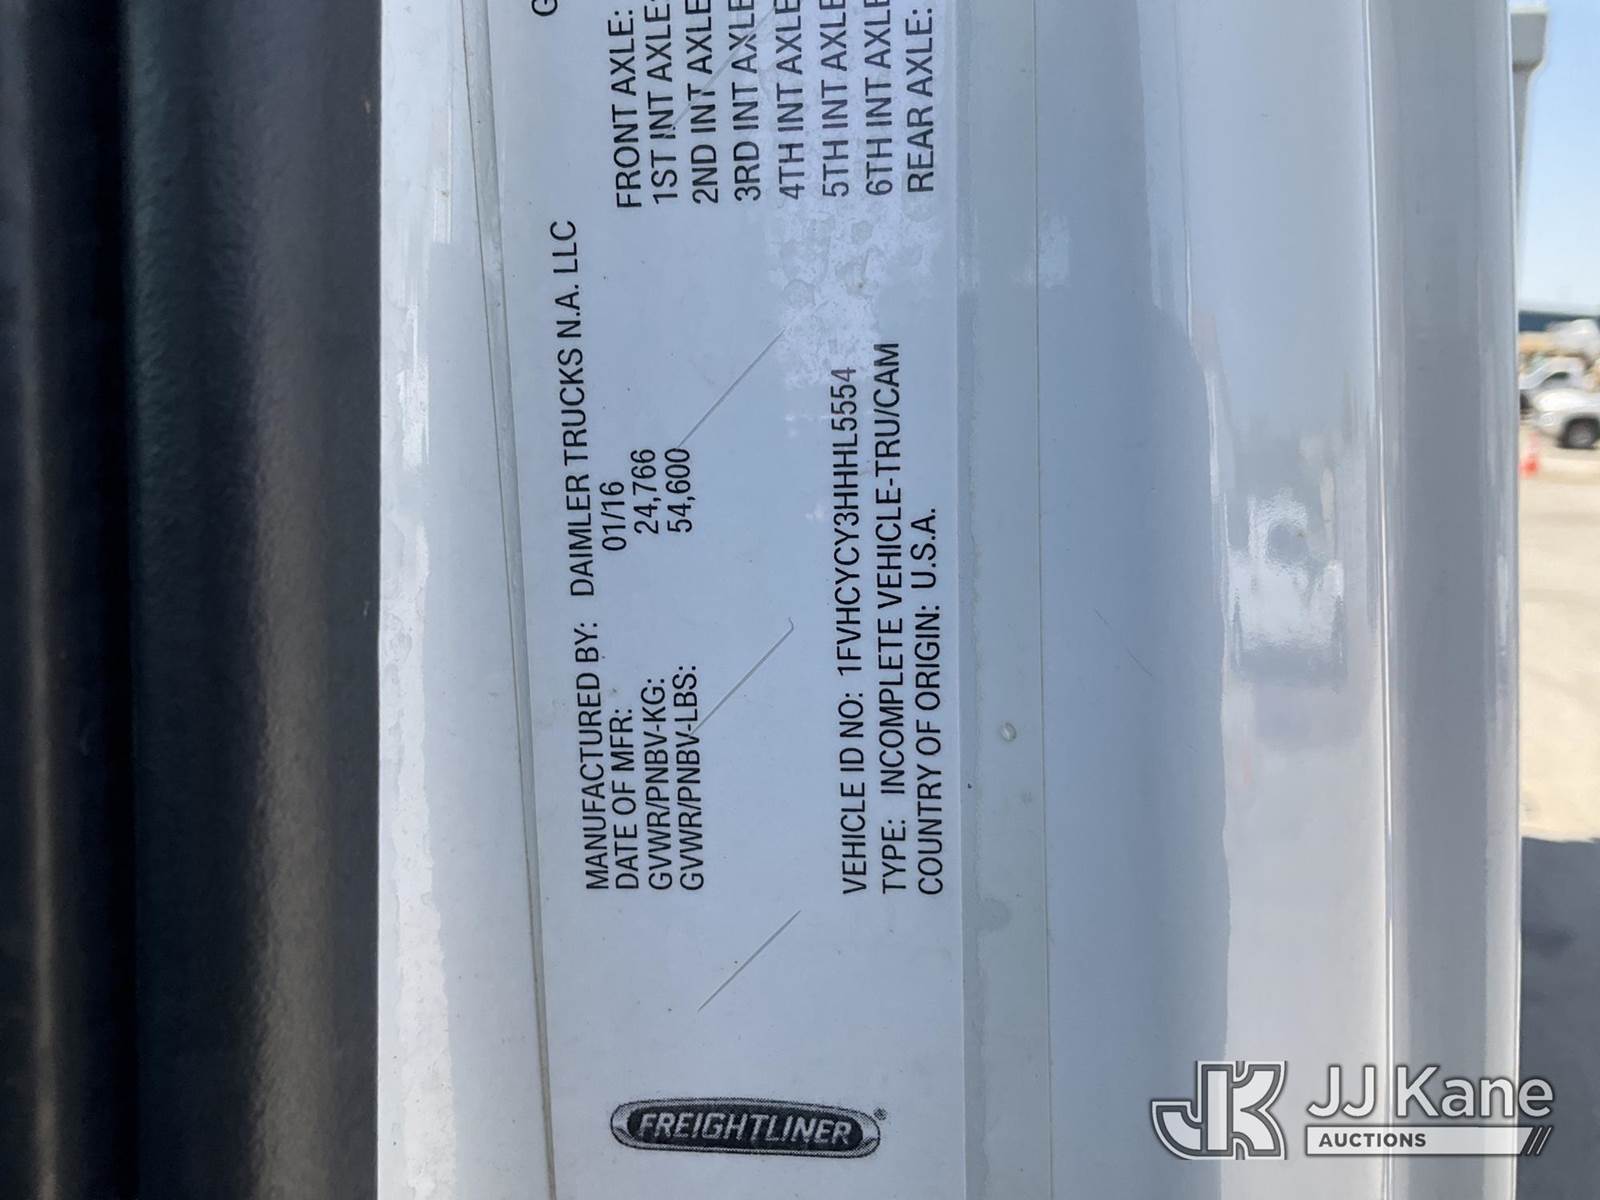 FREIGHTLINER®
MANUFACTURED BY: DAIMLER TRUCKS N.A. LLC
DATE OF MFR: 01/16
GVWR/PNBV-KG: 24,766
GVWR/PNBV-LBS: 54,600
VEHICLE ID NO: 1FVHCYCY3HHHL5554
TYPE: INCOMPLETE VEHICLE-TRU/CAM
COUNTRY OF ORIGIN: U.S.A.
G
FRONT AXLE:
1ST INT AXLE:
2ND INT AXLE
3RD INT AXLE
4TH INT AXLE
5TH INT AXLE
6TH INT AXLE
REAR AXLE:
JK JJ Kane
AUCTIONS